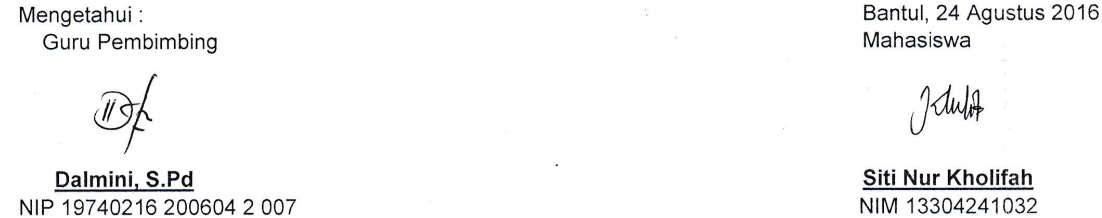 Mengetahui :
Guru Pembimbing
Dalmini, S.Pd
NIP 19740216 200604 2 007
Bantul, 24 Agustus 2016
Mahasiswa
Siti Nur Kholifah
NIM 13304241032